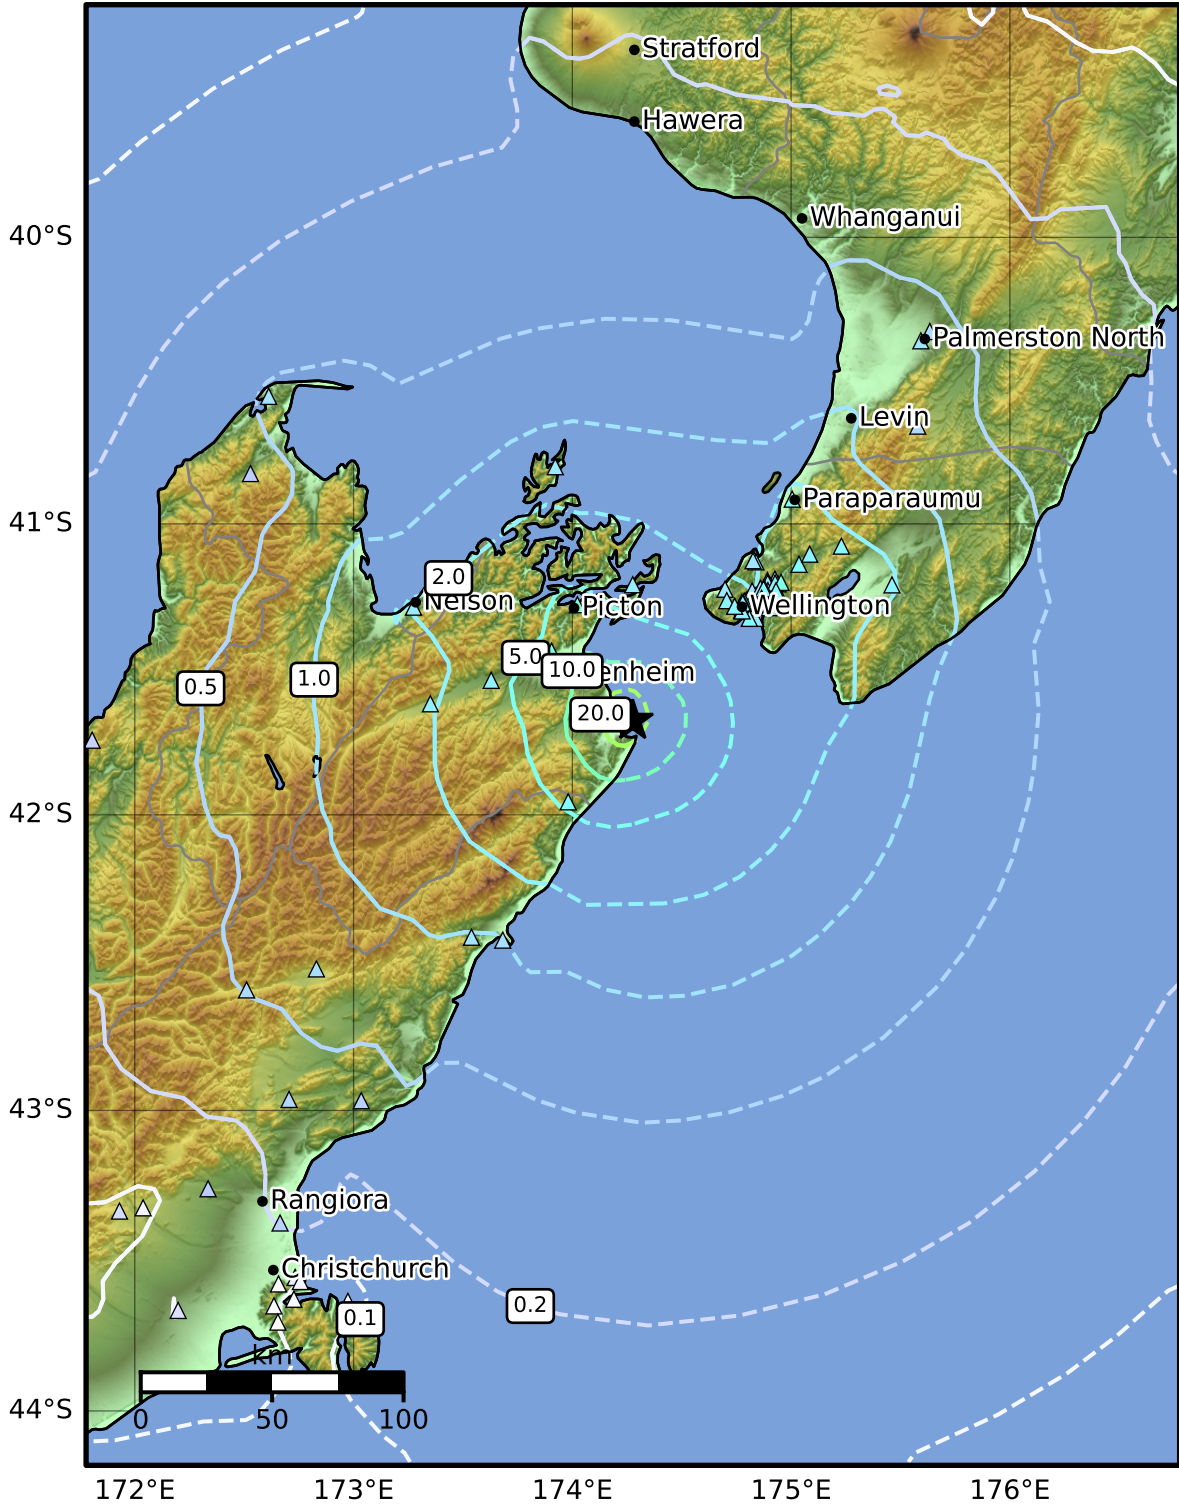 Stratford
Hawera
Whanganui
40°S
Palmerston North
Levin
Paraparaumu
41°S
2.0
Nelson
Picton
Wellington
5.0
10.0
enheim
0.5
1.0
20.0
42°S
43°S
Rangiora
Christchurch
0.2
0.1
km
0
50
100
44°S
172°E
173°E
174°E
175°E
176°E